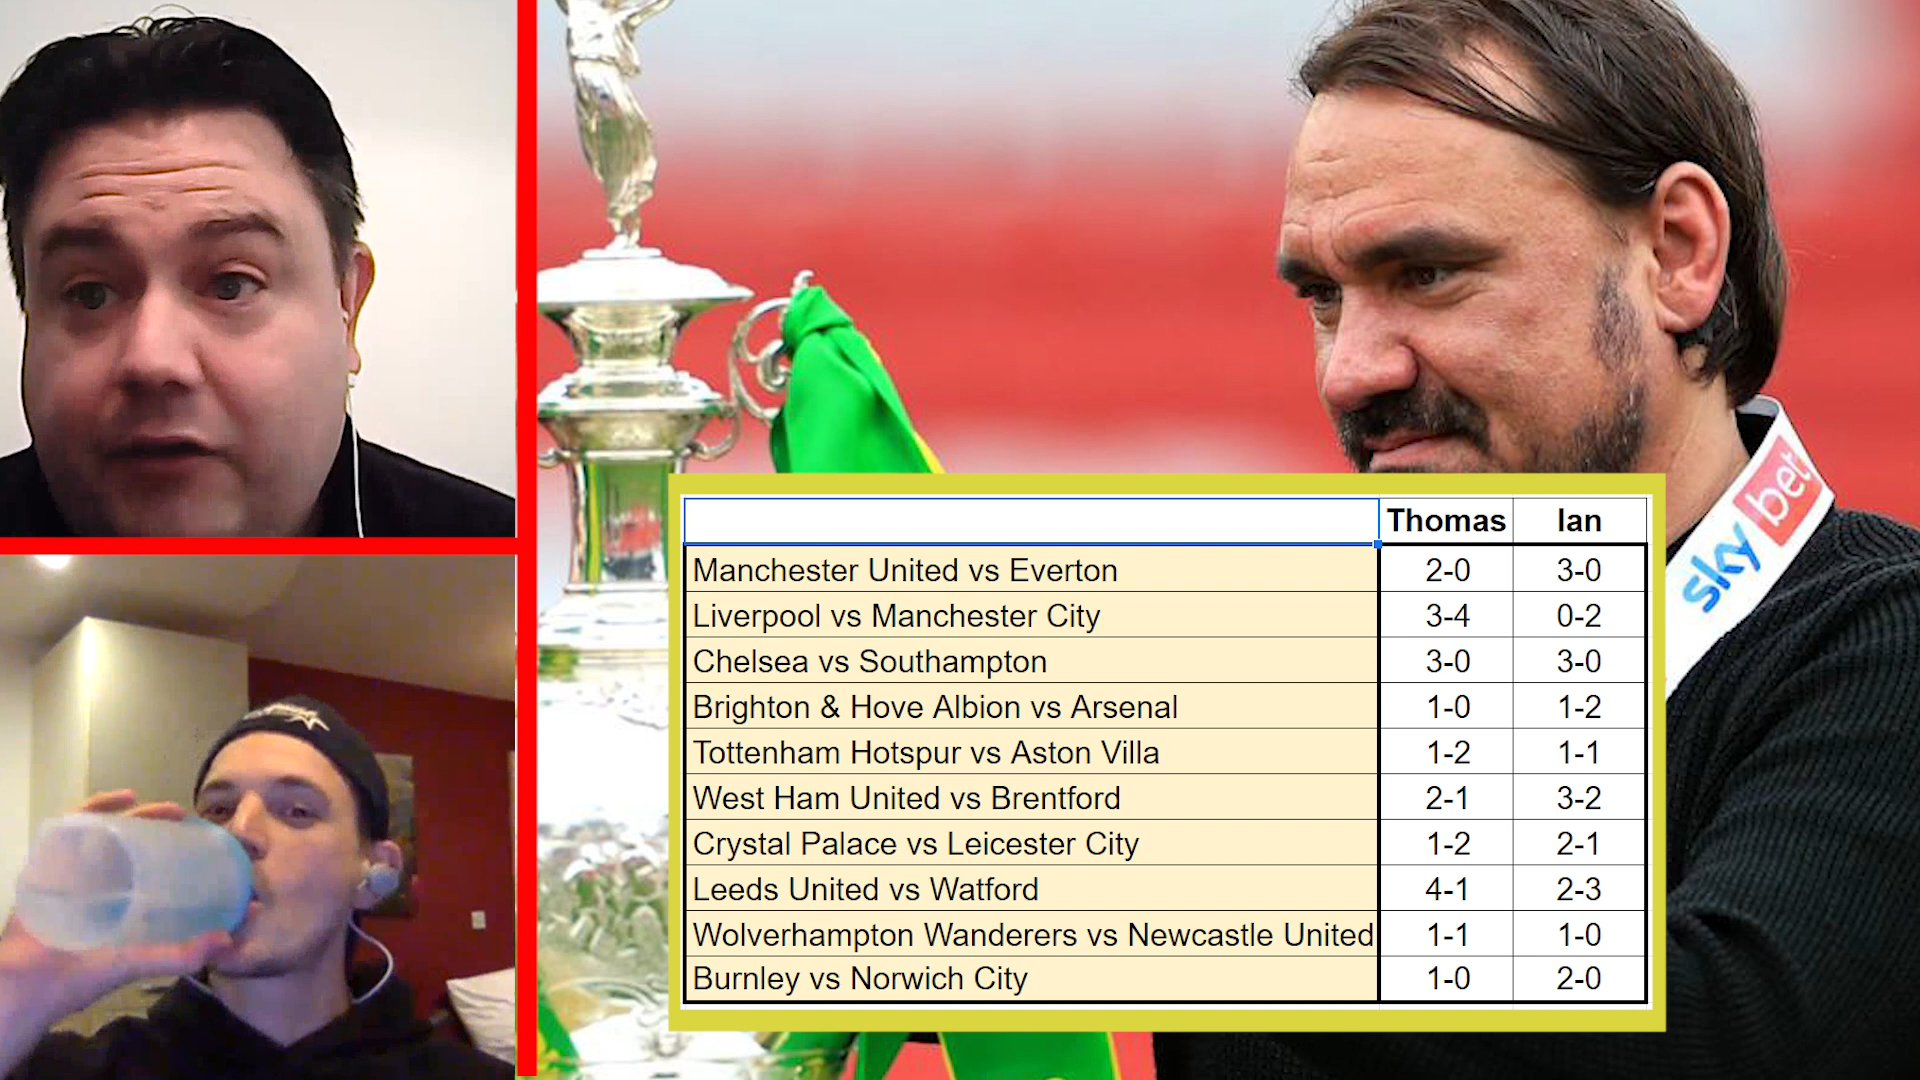 Thomas Ian
Manchester United vs Everton 2-0 3-0
Liverpool vs Manchester City 3-4 0-2
Chelsea vs Southampton 3-0 3-0
Brighton & Hove Albion vs Arsenal 1-0 1-2
Tottenham Hotspur vs Aston Villa 1-2 1-1
West Ham United vs Brentford 2-1 3-2
Crystal Palace vs Leicester City 1-2 2-1
Leeds United vs Watford 4-1 2-3
Wolverhampton Wanderers vs Newcastle United 1-1 1-0
Burnley vs Norwich City 1-0 2-0
sky bet